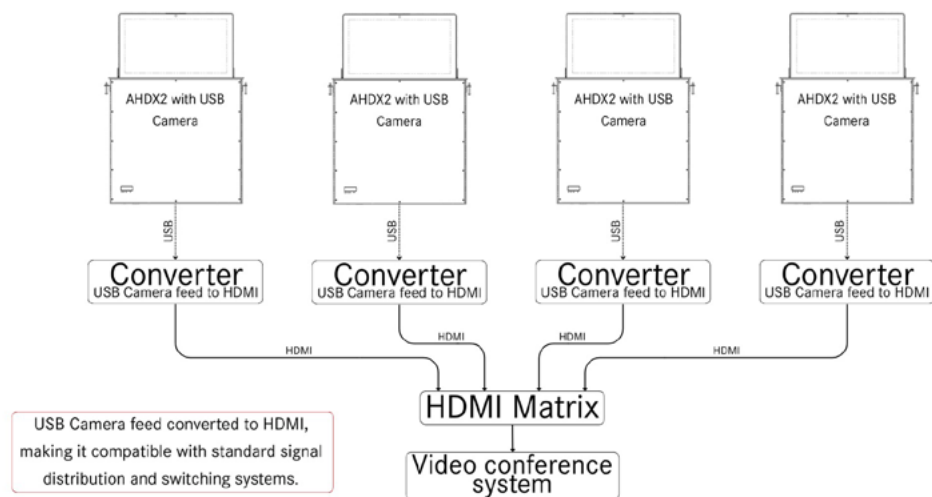 AHDX2 with USB
Camera
AHDX2 with USB
Camera
AHDX2 with USB
Camera
AHDX2 with USB
Camera
USB
USB
USB
USB
Converter
USB Camera feed to HDMI
Converter
USB Camera feed to HDMI
Converter
USB Camera feed to HDMI
Converter
USB Camera feed to HDMI
HDMI
HDMI
HDMI
HDMI
HDMI Matrix
USB Camera feed converted to HDMI,
making it compatible with standard signal
distribution and switching systems.
Video conference
system